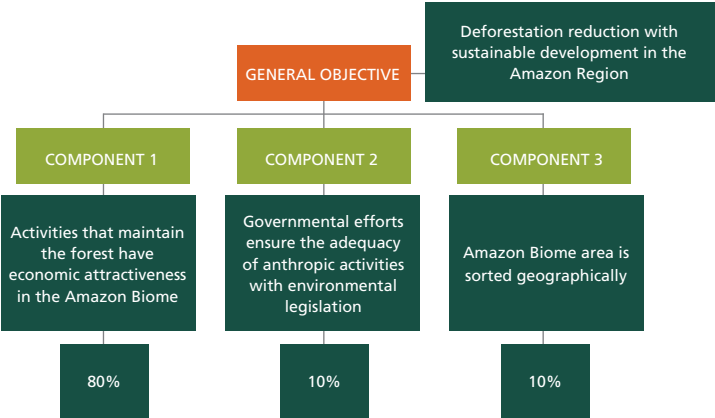 Deforestation reduction with
sustainable development in the
Amazon Region
GENERAL OBJECTIVE
COMPONENT 1
COMPONENT 2
COMPONENT 3
Activities that maintain
the forest have
economic attractiveness
in the Amazon Biome
Governmental efforts
ensure the adequacy
of anthropic activities
with environmental
legislation
Amazon Biome area is
sorted geographically
80%
10%
10%